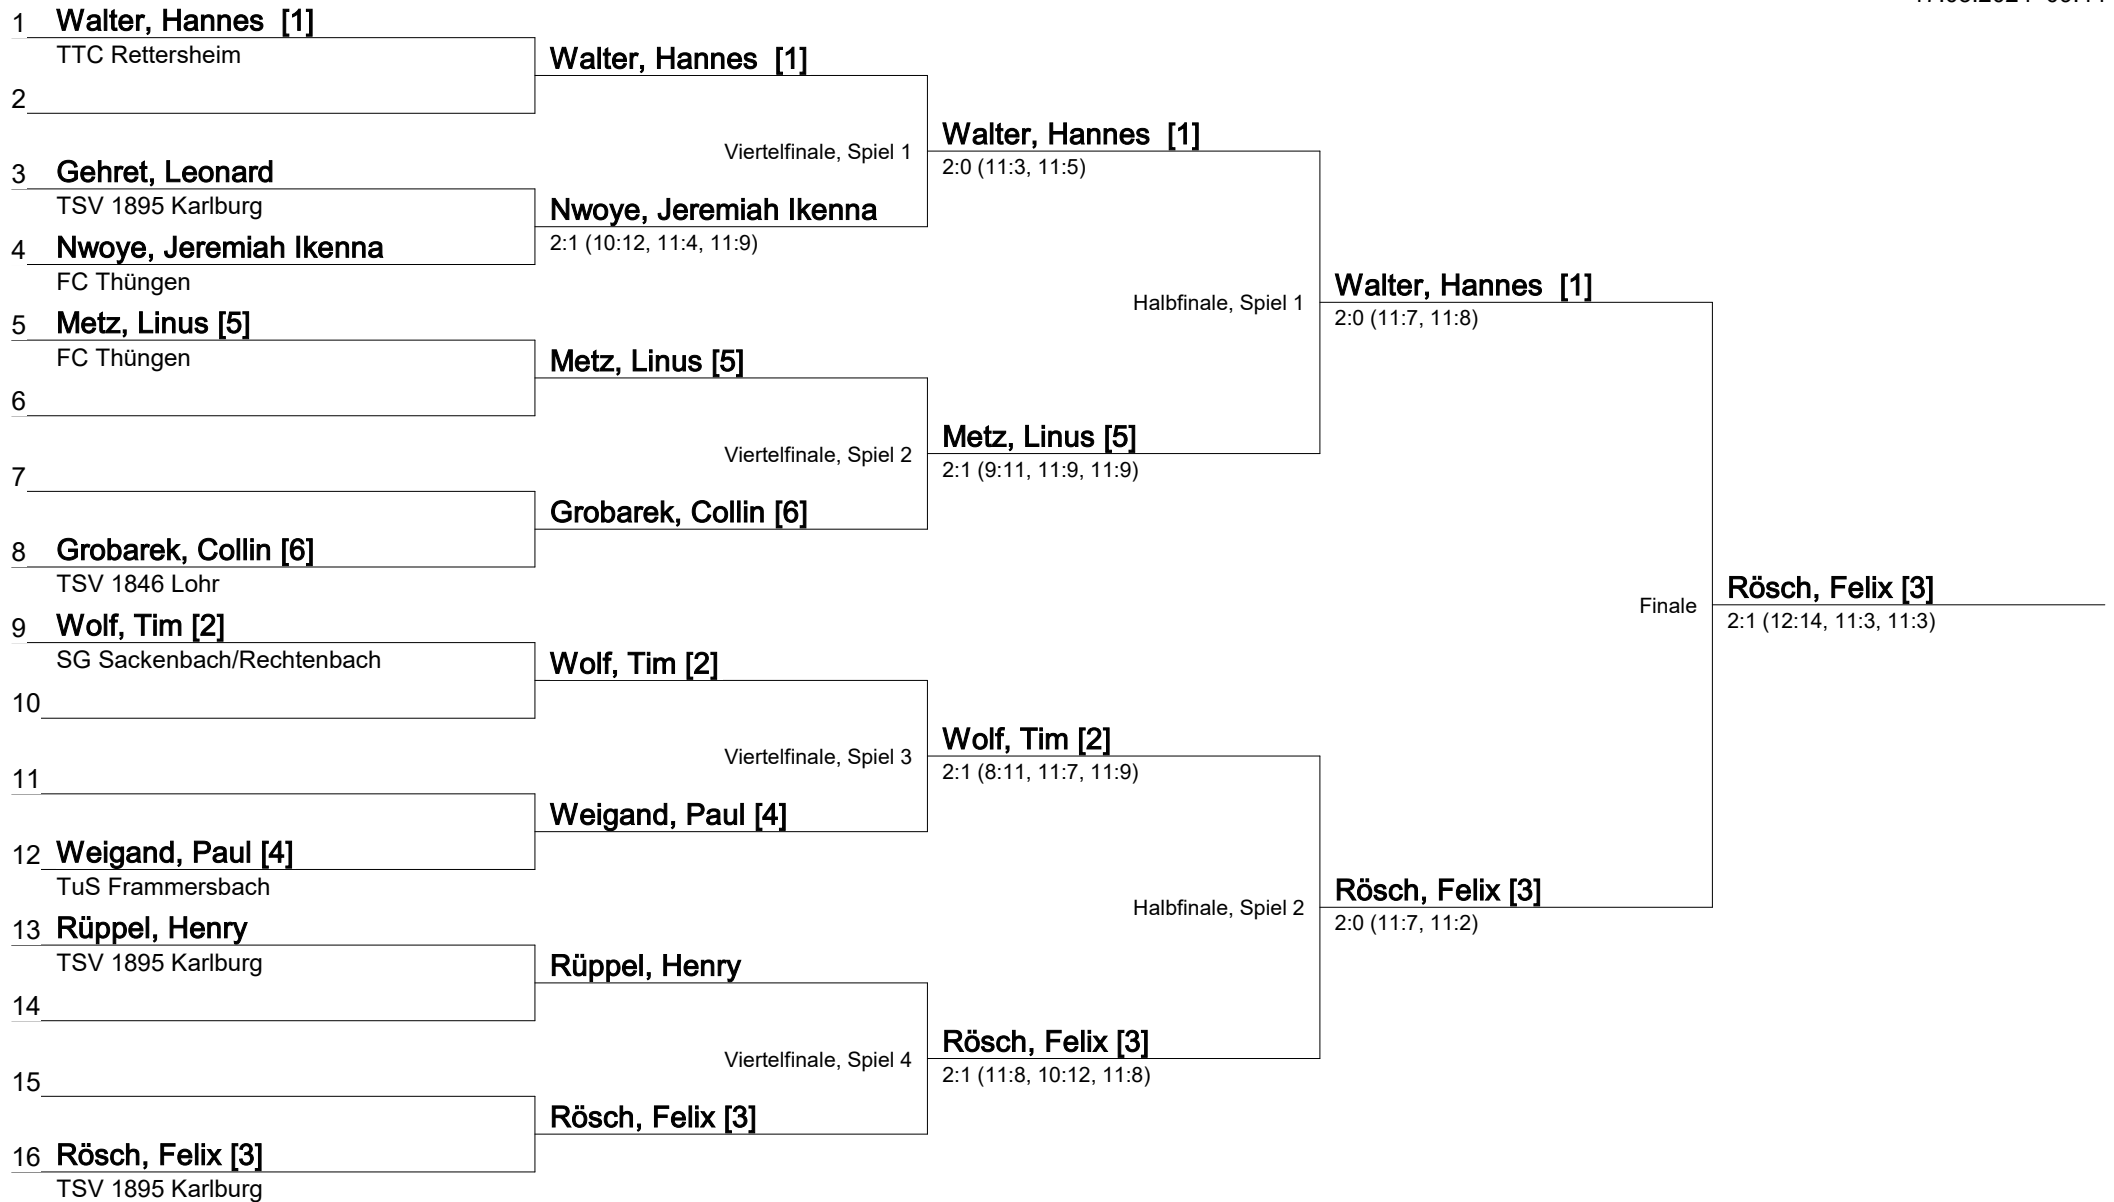 1 Walter, Hannes [1]
TTC Rettersheim
Walter, Hannes [1]
2
Viertelfinale, Spiel 1
Walter, Hannes [1]
2:0 (11:3, 11:5)
3 Gehret, Leonard
TSV 1895 Karlburg
Nwoye, Jeremiah Ikenna
2:1 (10:12, 11:4, 11:9)
4 Nwoye, Jeremiah Ikenna
FC Thüngen
Halbfinale, Spiel 1
Walter, Hannes [1]
2:0 (11:7, 11:8)
5 Metz, Linus [5]
FC Thüngen
Metz, Linus [5]
6
Viertelfinale, Spiel 2
Metz, Linus [5]
2:1 (9:11, 11:9, 11:9)
7
Grobarek, Collin [6]
8 Grobarek, Collin [6]
TSV 1846 Lohr
Finale
Rösch, Felix [3]
2:1 (12:14, 11:3, 11:3)
9 Wolf, Tim [2]
SG Sackenbach/Rechtenbach
Wolf, Tim [2]
10
Viertelfinale, Spiel 3
Wolf, Tim [2]
2:1 (8:11, 11:7, 11:9)
11
Weigand, Paul [4]
12 Weigand, Paul [4]
TuS Frammersbach
Halbfinale, Spiel 2
Rösch, Felix [3]
2:0 (11:7, 11:2)
13 Rüppel, Henry
TSV 1895 Karlburg
Rüppel, Henry
14
Viertelfinale, Spiel 4
Rösch, Felix [3]
2:1 (11:8, 10:12, 11:8)
15
Rösch, Felix [3]
16 Rösch, Felix [3]
TSV 1895 Karlburg